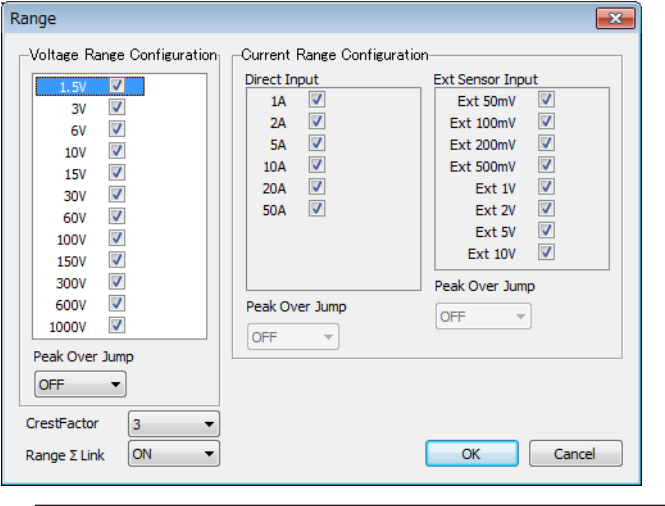 Range
Voltage Range Configuration
1.5V
3V
6V
10V
15V
30V
60V
100V
150V
300V
600V
1000V
Peak Over Jump
OFF
CrestFactor 3
Range Σ Link ON
Current Range Configuration
Direct Input
1A
2A
5A
10A
20A
50A
Peak Over Jump
OFF
Ext Sensor Input
Ext 50mV
Ext 100mV
Ext 200mV
Ext 500mV
Ext 1V
Ext 2V
Ext 5V
Ext 10V
Peak Over Jump
OFF
OK Cancel